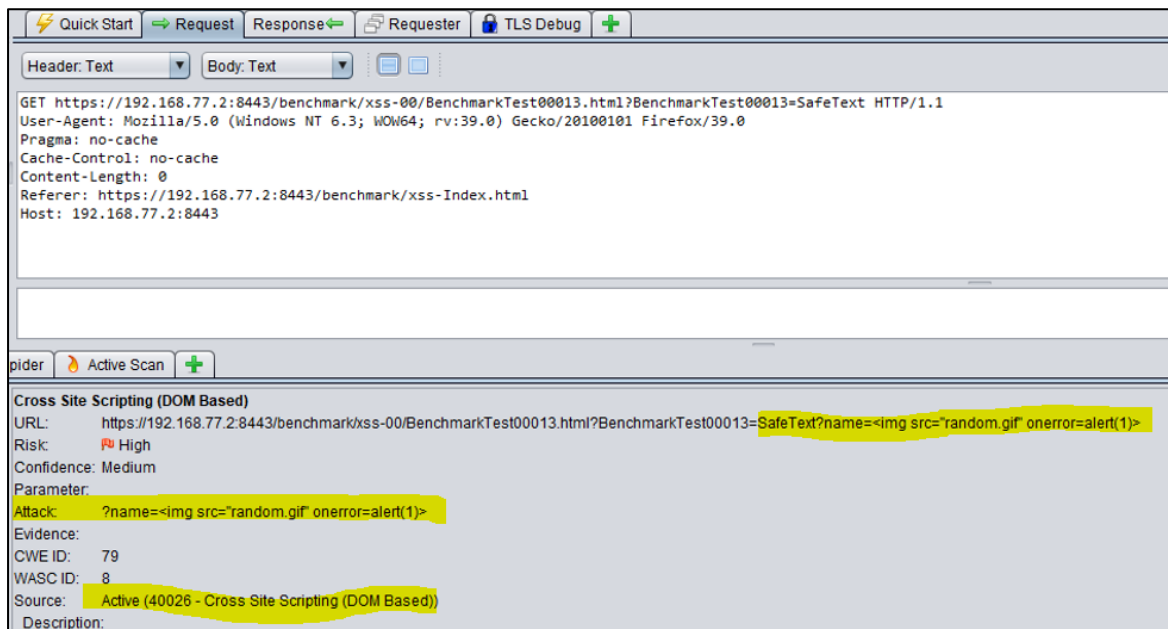 Quick Start Request Response Requester TLS Debug
Header: Text Body: Text
GET https://192.168.77.2:8443/benchmark/xss-00/BenchmarkTest00013.html?BenchmarkTest00013=SafeText HTTP/1.1
User-Agent: Mozilla/5.0 (Windows NT 6.3; WOW64; rv:39.0) Gecko/20100101 Firefox/39.0
Pragma: no-cache
Cache-Control: no-cache
Content-Length: 0
Referer: https://192.168.77.2:8443/benchmark/xss-Index.html
Host: 192.168.77.2:8443
pider Active Scan
Cross Site Scripting (DOM Based)
URL: https://192.168.77.2:8443/benchmark/xss-00/BenchmarkTest00013.html?BenchmarkTest00013=SafeText?name=<img src="random.gif" onerror=alert(1)>
Risk: High
Confidence: Medium
Parameter:
Attack: ?name=<img src="random.gif" onerror=alert(1)>
Evidence:
CWE ID: 79
WASC ID: 8
Source: Active (40026 - Cross Site Scripting (DOM Based))
Description: